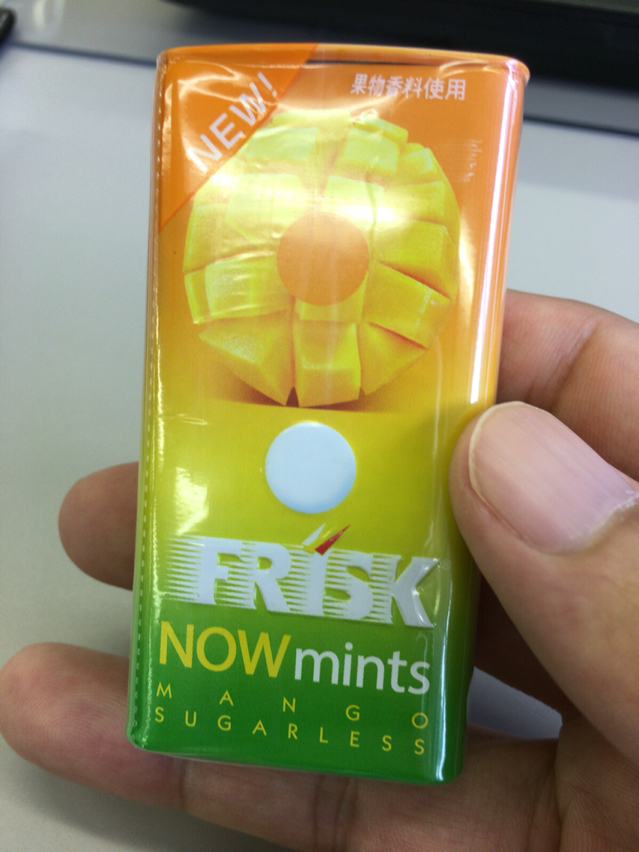 NEW!
果物香料使用
FRISK
NOW mints
MANGO
SUGARLESS